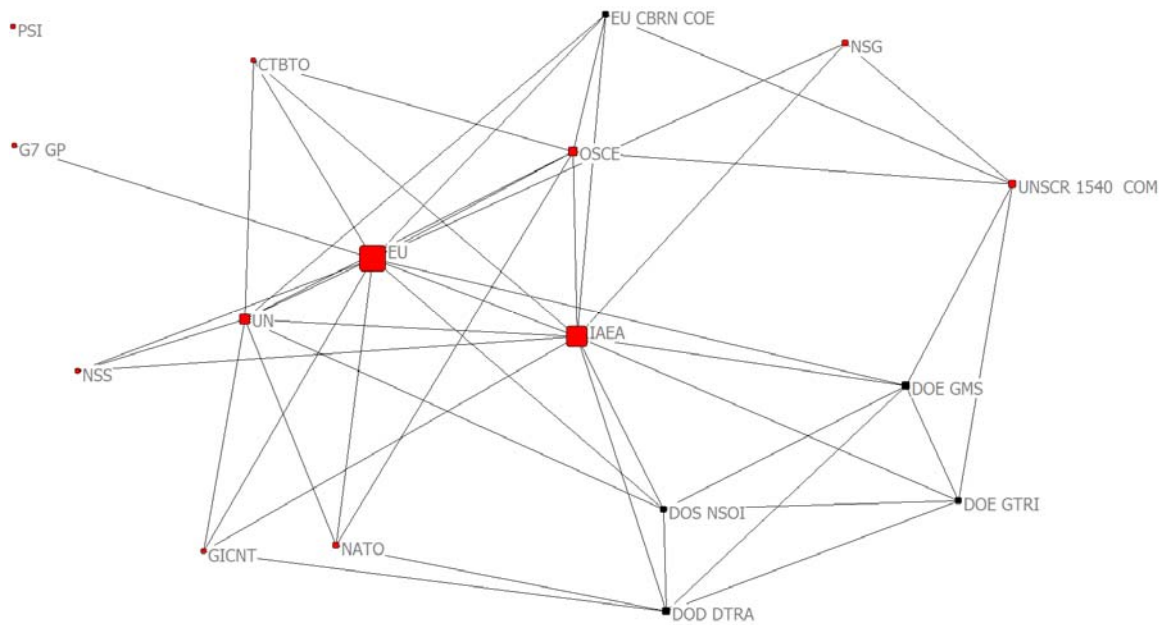 EU CBRN COE
PSI
NSG
CTBTO
G7 GP
OSCE
UNSCR 1540 COM
EU
UN
IAEA
NSS
DOE GMS
DOE GTRI
DOS NSOI
NATO
GICNT
DOD DTRA